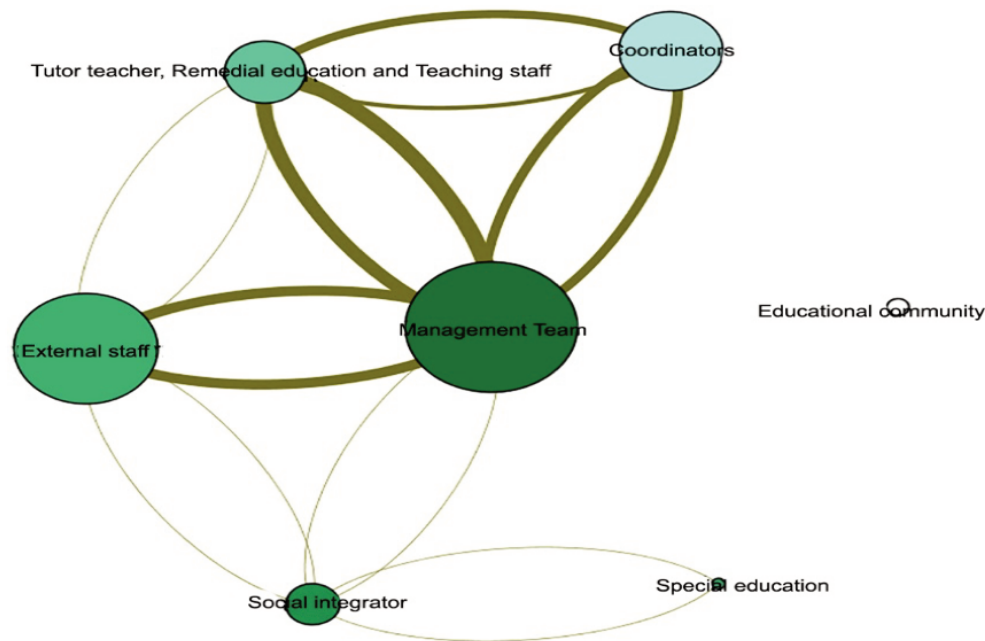 Coordinators
Tutor teacher, Remedial education and Teaching staff
Educational community
Management Team
External staff
Special education
Social integrator